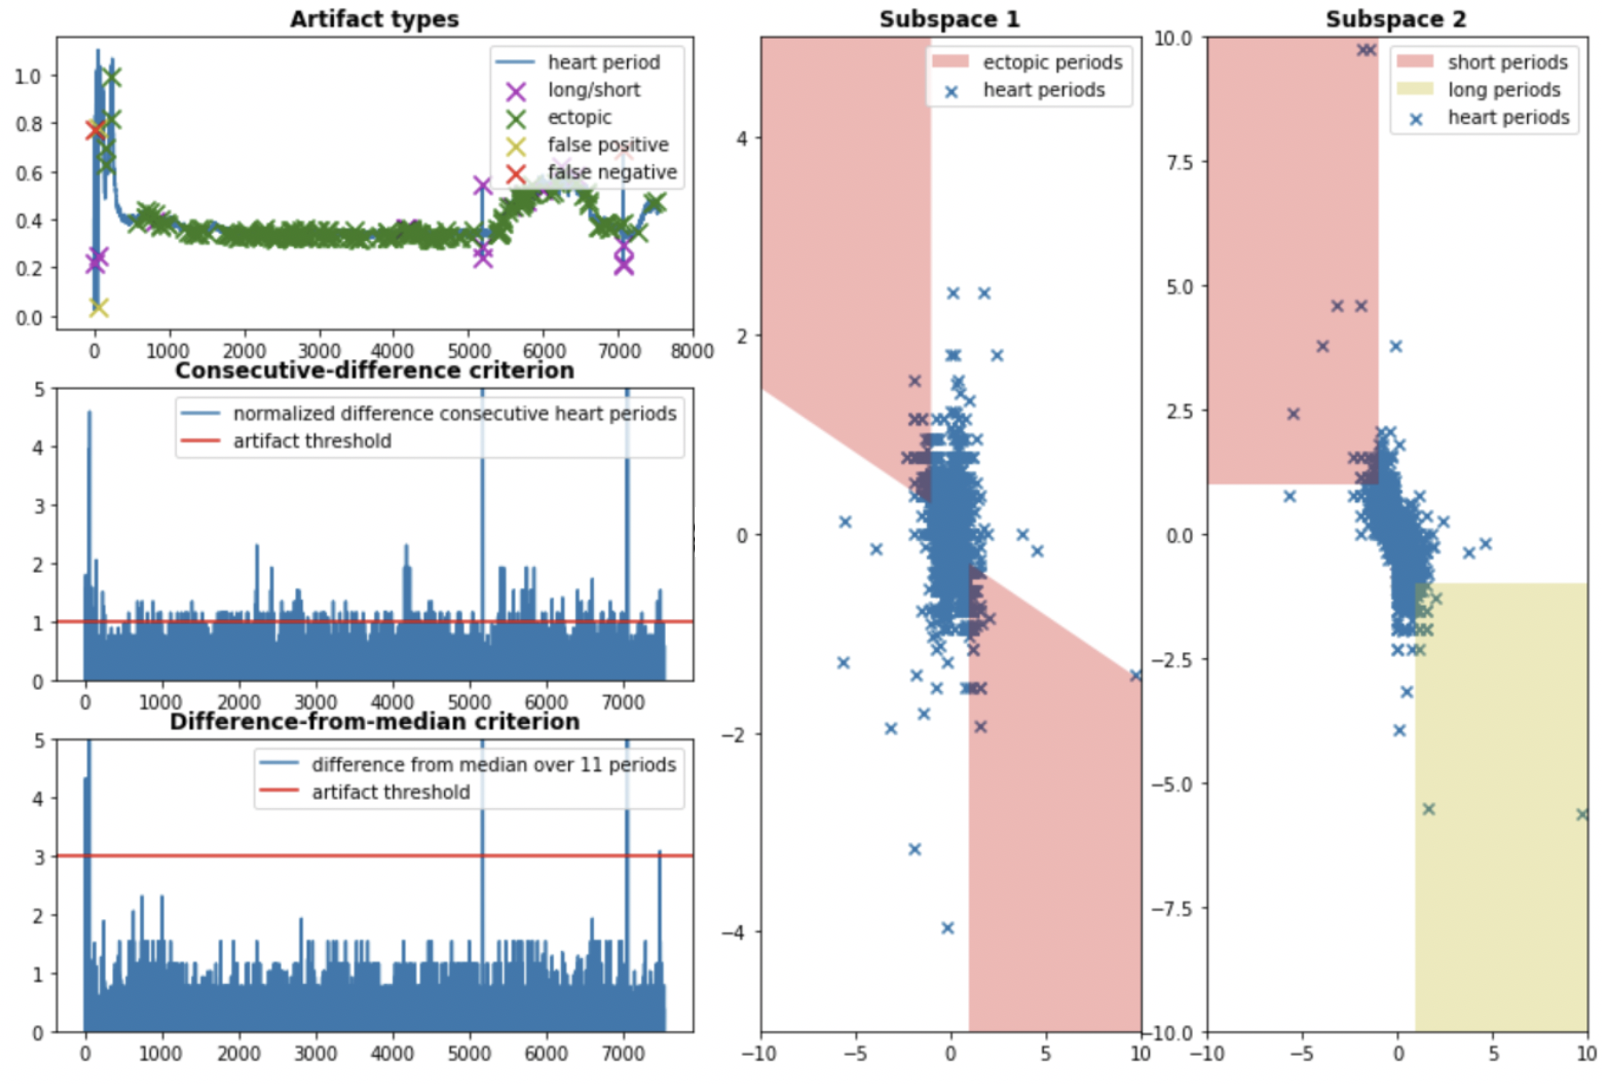 Artifact types
heart period
long/short
ectopic
false positive
false negative
1.0
0.8
0.6
0.4
0.2
0.0
0 1000 2000 3000 4000 5000 6000 7000 8000
Consecutive-difference criterion
normalized difference consecutive heart periods
artifact threshold
5
4
3
2
1
0
0 1000 2000 3000 4000 5000 6000 7000
Difference-from-median criterion
difference from median over 11 periods
artifact threshold
5
4
3
2
1
0
0 1000 2000 3000 4000 5000 6000 7000
Subspace 1
ectopic periods
heart periods
4
2
0
−2
−4
−10 −5 0 5 10
Subspace 2
short periods
long periods
heart periods
10.0
7.5
5.0
2.5
0.0
−2.5
−5.0
−7.5
−10.0
−10 −5 0 5 10